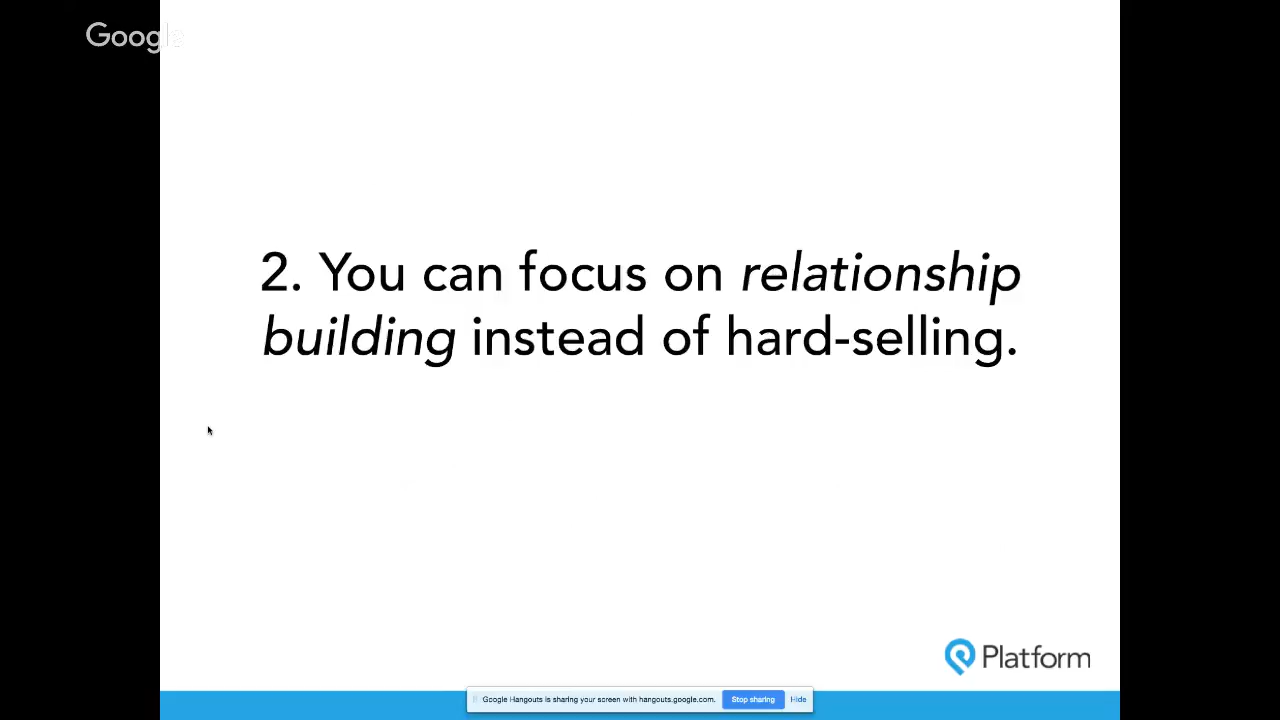 Google
2. You can focus on relationship
building instead of hard-selling.
Platform
Google Hangouts is sharing your screen with hangouts.google.com. Stop sharing Hide